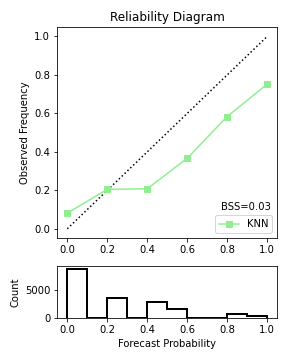 Reliability Diagram
1.0
0.8
0.6
0.4
0.2
0.0
Observed Frequency
BSS=0.03
KNN
0.0 0.2 0.4 0.6 0.8 1.0
5000
0
Count
0.0 0.2 0.4 0.6 0.8 1.0
Forecast Probability